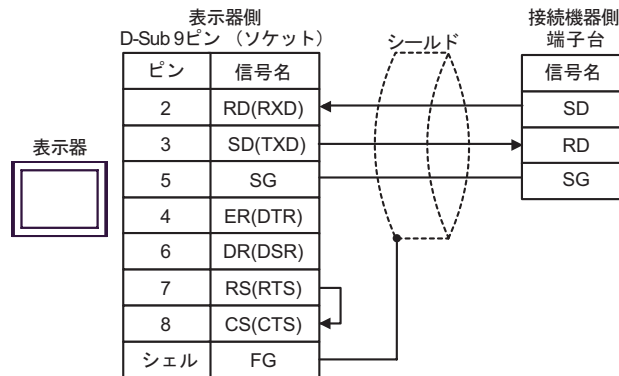 表示器側
D-Sub 9ピン （ソケット）
シールド
接続機器側
端子台
ピン 信号名
信号名
2 RD(RXD)
SD
3 SD(TXD)
RD
5 SG
SG
4 ER(DTR)
6 DR(DSR)
7 RS(RTS)
8 CS(CTS)
シェル FG
表示器